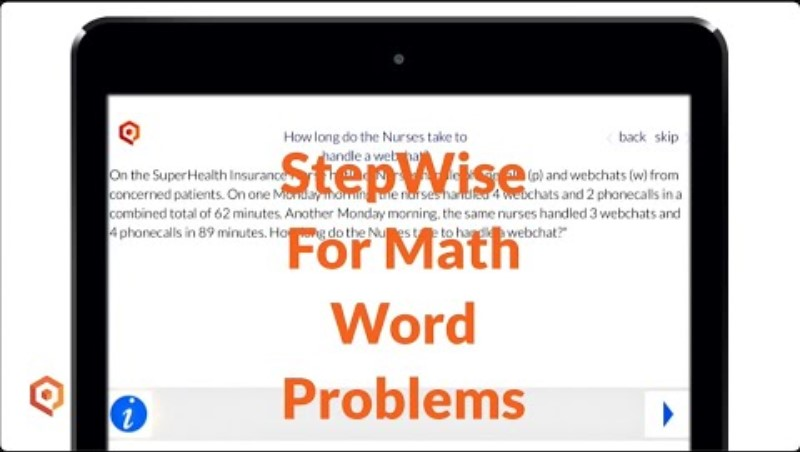 How long do the Nurses take to
back skip
handle a webchat?
On the SuperHealth Insurance (p) and webchats (w) from
concerned patients. On one Monday morning, the nurses handled 4 webchats and 2 phonecalls in a
combined total of 62 minutes. Another Monday morning, the same nurses handled 3 webchats and
4 phonecalls in 89 minutes. How long do the Nurses take to handle a webchat?"
StepWise
For Math
Word
Problems
i